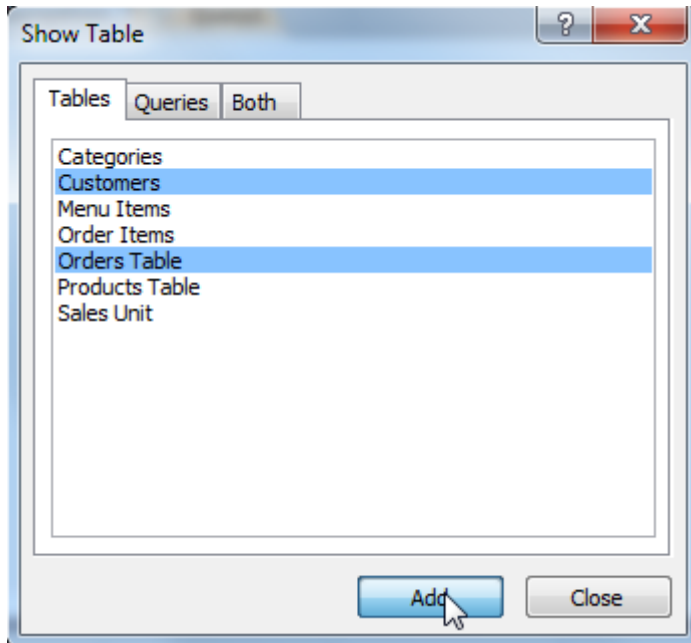 Show Table
?
Tables Queries Both
Categories
Customers
Menu Items
Order Items
Orders Table
Products Table
Sales Unit
Add Close